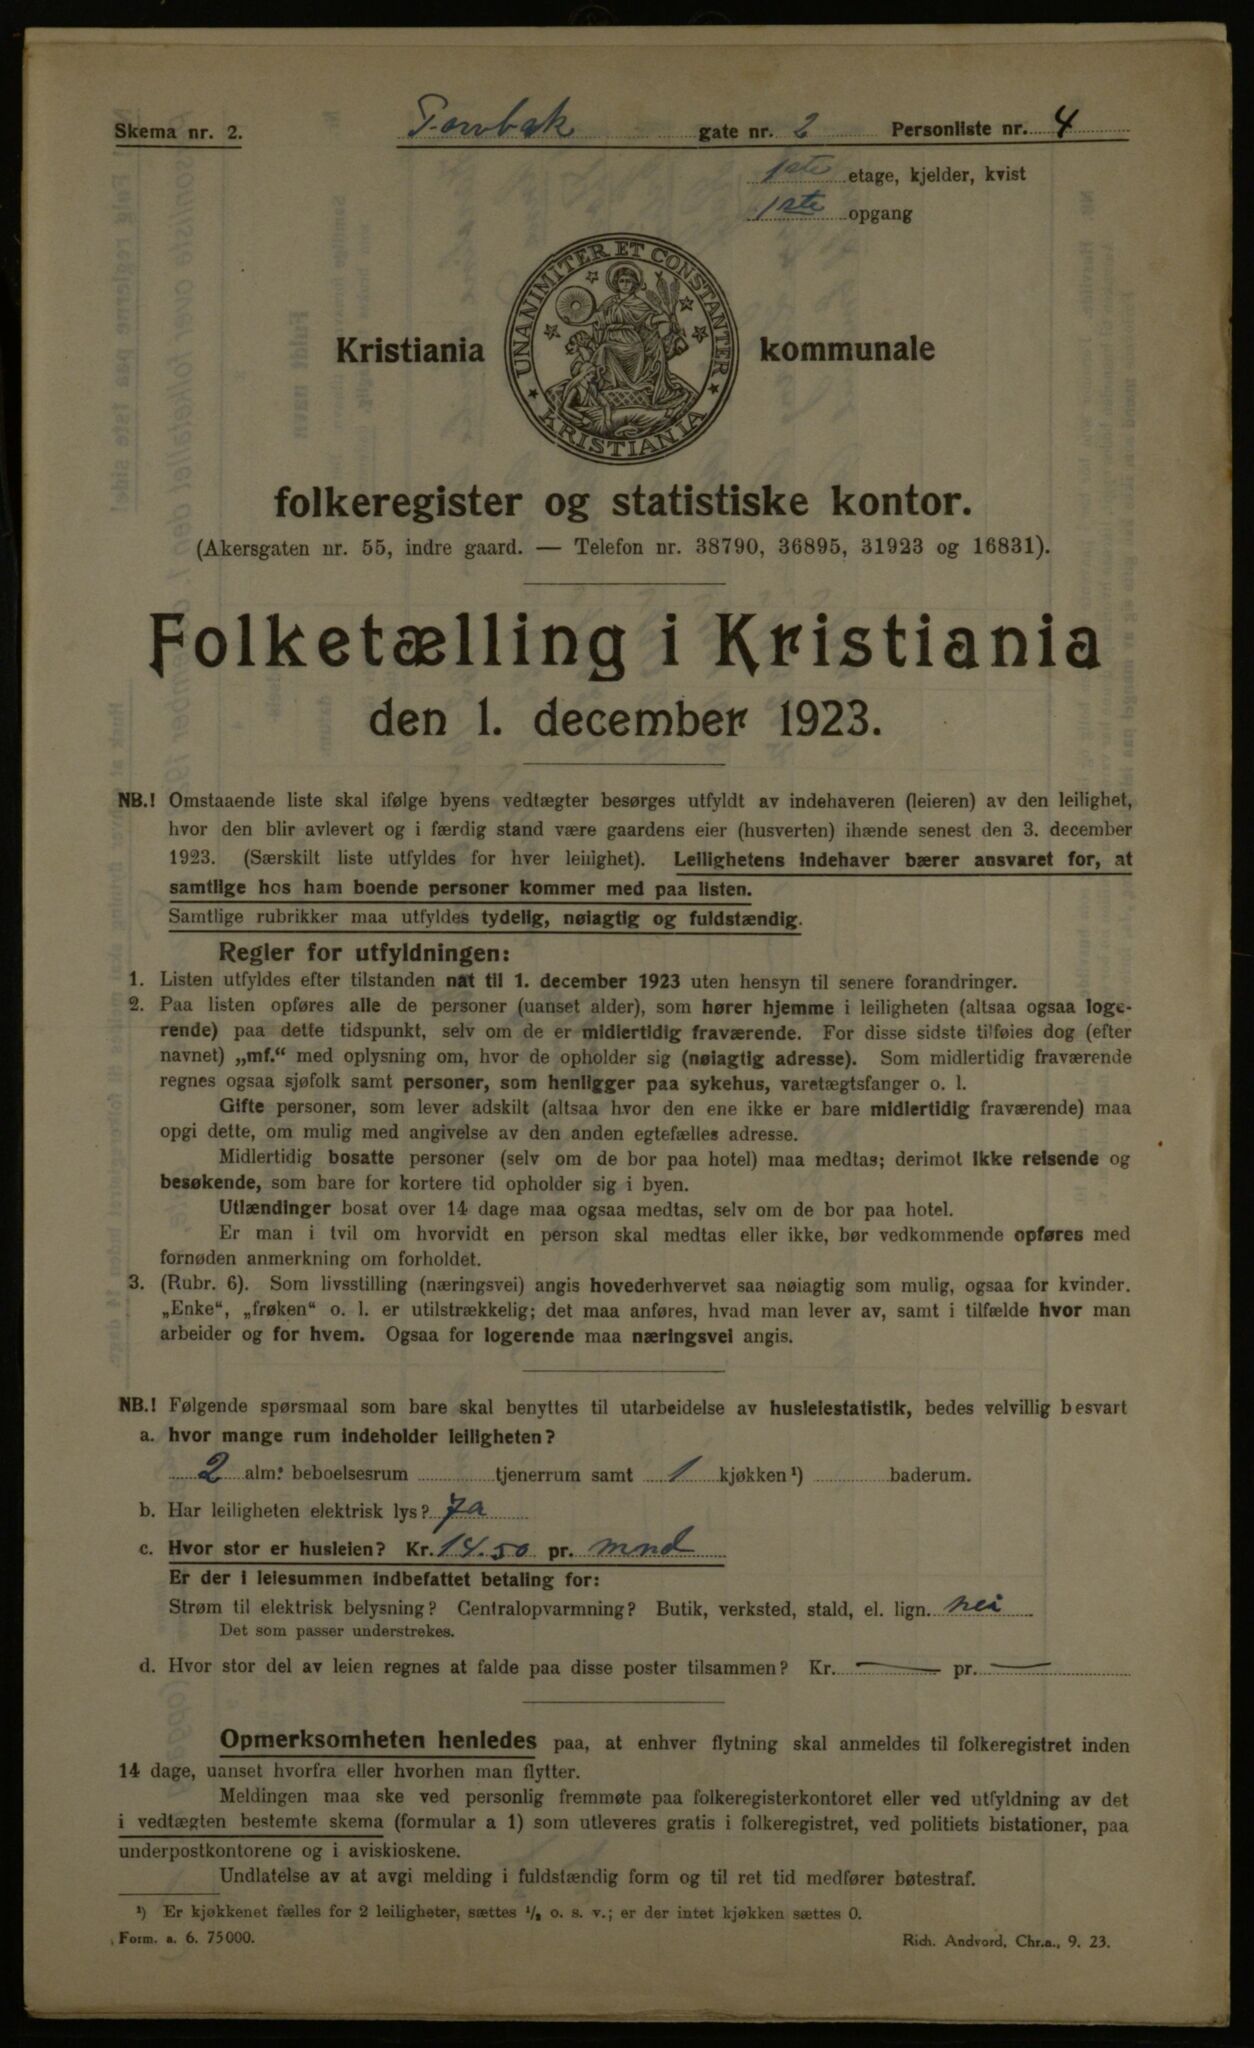 Skema nr. 2.
Tornbak gate nr. 2 Personliste nr. 4
1ste etage, kjelder, kvist
1ste opgang
UNANIMITER ET CONSTANTER
KRISTIANIA
Kristiania kommunale
folkeregister og statistiske kontor.
(Akersgaten nr. 55, indre gaard. — Telefon nr. 38790, 36895, 31923 og 16831).
Folketælling i Kristiania
den 1. december 1923.
NB.! Omstaaende liste skal ifølge byens vedtægter besørges utfyldt av indehaveren (leieren) av den leilighet,
hvor den blir avlevert og i færdig stand være gaardens eier (husverten) ihænde senest den 3. december
1923. (Særskilt liste utfyldes for hver leilighet). Leilighetens indehaver bærer ansvaret for, at
samtlige hos ham boende personer kommer med paa listen.
Samtlige rubrikker maa utfyldes tydelig, nøiagtig og fuldstændig.
Regler for utfyldningen:
1. Listen utfyldes efter tilstanden nat til 1. december 1923 uten hensyn til senere forandringer.
2. Paa listen opføres alle de personer (uanset alder), som hører hjemme i leiligheten (altsaa ogsaa loge-
rende) paa dette tidspunkt, selv om de er midlertidig fraværende. For disse sidste tilføies dog (efter
navnet) „mf.“ med oplysning om, hvor de opholder sig (nøiagtig adresse). Som midlertidig fraværende
regnes ogsaa sjøfolk samt personer, som henligger paa sykehus, varetægtsfanger o. l.
Gifte personer, som lever adskilt (altsaa hvor den ene ikke er bare midlertidig fraværende) maa
opgi dette, om mulig med angivelse av den anden egtefælles adresse.
Midlertidig bosatte personer (selv om de bor paa hotel) maa medtas; derimot ikke reisende og
besøkende, som bare for kortere tid opholder sig i byen.
Utlændinger bosat over 14 dage maa ogsaa medtas, selv om de bor paa hotel.
Er man i tvil om hvorvidt en person skal medtas eller ikke, bør vedkommende opføres med
fornøden anmerkning om forholdet.
3. (Rubr. 6). Som livsstilling (næringsvei) angis hovederhvervet saa nøiagtig som mulig, ogsaa for kvinder.
„Enke“, „frøken“ o. l. er utilstrækkelig; det maa anføres, hvad man lever av, samt i tilfælde hvor man
arbeider og for hvem. Ogsaa for logerende maa næringsvei angis.
NB.! Følgende spørsmaal som bare skal benyttes til utarbeidelse av husleiestatistik, bedes velvillig besvart
a. hvor mange rum indeholder leiligheten?
2 alm. beboelsesrum tjenerrum samt 1 kjøkken ¹) baderum.
b. Har leiligheten elektrisk lys? Ja
c. Hvor stor er husleien? Kr. 14.50 pr. mnd
Er der i leiesummen indbefattet betaling for:
Strøm til elektrisk belysning? Centralopvarmning? Butik, verksted, stald, el. lign. nei
Det som passer understrekes.
d. Hvor stor del av leien regnes at falde paa disse poster tilsammen? Kr. — pr. —
Opmerksomheten henledes paa, at enhver flytning skal anmeldes til folkeregistret inden
14 dage, uanset hvorfra eller hvorhen man flytter.
Meldingen maa ske ved personlig fremmøte paa folkeregisterkontoret eller ved utfyldning av det
i vedtægten bestemte skema (formular a 1) som utleveres gratis i folkeregistret, ved politiets bistationer, paa
underpostkontorene og i aviskioskene.
Undlatelse av at avgi melding i fuldstændig form og til ret tid medfører bøtestraf.
¹) Er kjøkkenet fælles for 2 leiligheter, sættes ½ o. s. v.; er der intet kjøkken sættes 0.
Form. a. 6. 75000. Rich. Andvord, Chr.a., 9. 23.